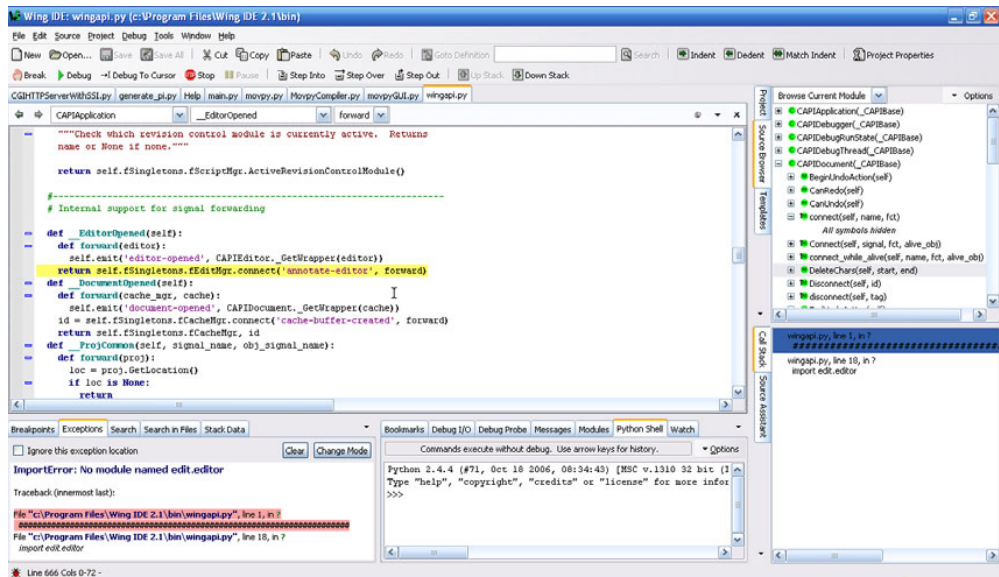 Wing IDE: wingapi.py (c:\Program Files\Wing IDE 2.1\bin)
File Edit Source Project Debug Tools Window Help
New Open... Save Save All Cut Copy Paste Undo Redo Goto Definition Search Indent Dedent Match Indent Project Properties
Break Debug Debug To Cursor Stop Pause Step Into Step Over Step Out Up Stack Down Stack
CGIHTTPServerWithSSI.py generate_pi.py Help main.py movpy.py MovpyCompiler.py movpyGUI.py wingapi.py
CAPIApplication __EditorOpened forward
"""Check which revision control module is currently active. Returns
name or None if none."""
return self.fSingletons.fScriptMgr.ActiveRevisionControlModule()
#-----------------------------------------------------------------------
# Internal support for signal forwarding
def __EditorOpened(self):
def forward(editor):
self.emit('editor-opened', CAPIEditor._GetWrapper(editor))
return self.fSingletons.fEditMgr.connect('annotate-editor', forward)
def __DocumentOpened(self):
def forward(cache_mgr, cache):
self.emit('document-opened', CAPIDocument._GetWrapper(cache))
id = self.fSingletons.fCacheMgr.connect('cache-buffer-created', forward)
return self.fSingletons.fCacheMgr, id
def __ProjCommon(self, signal_name, obj_signal_name):
def forward(proj):
loc = proj.GetLocation()
if loc is None:
return
Project
Source Browser
Templates
Browse Current Module Options
CAPIApplication(_CAPIBase)
CAPIDebugger(_CAPIBase)
CAPIDebugRunState(_CAPIBase)
CAPIDebugThread(_CAPIBase)
CAPIDocument(_CAPIBase)
BeginUndoAction(self)
CanRedo(self)
CanUndo(self)
connect(self, name, fct)
All symbols hidden
Connect(self, signal, fct, alive_obj)
connect_while_alive(self, name, fct, alive_obj)
DeleteChars(self, start, end)
Disconnect(self, id)
disconnect(self, tag)
Call Stack
Source Assistant
wingapi.py, line 1, in ?
###################################
wingapi.py, line 18, in ?
import edit.editor
Breakpoints Exceptions Search Search in Files Stack Data
Ignore this exception location Clear Change Mode
ImportError: No module named edit.editor
Traceback (innermost last):
File "c:\Program Files\Wing IDE 2.1\bin\wingapi.py", line 1, in ?
#########################################################################
File "c:\Program Files\Wing IDE 2.1\bin\wingapi.py", line 18, in ?
import edit.editor
Bookmarks Debug I/O Debug Probe Messages Modules Python Shell Watch
Commands execute without debug. Use arrow keys for history. Options
Python 2.4.4 (#71, Oct 18 2006, 08:34:43) [MSC v.1310 32 bit (I
Type "help", "copyright", "credits" or "license" for more infor
>>>
Line 666 Cols 0-72 -